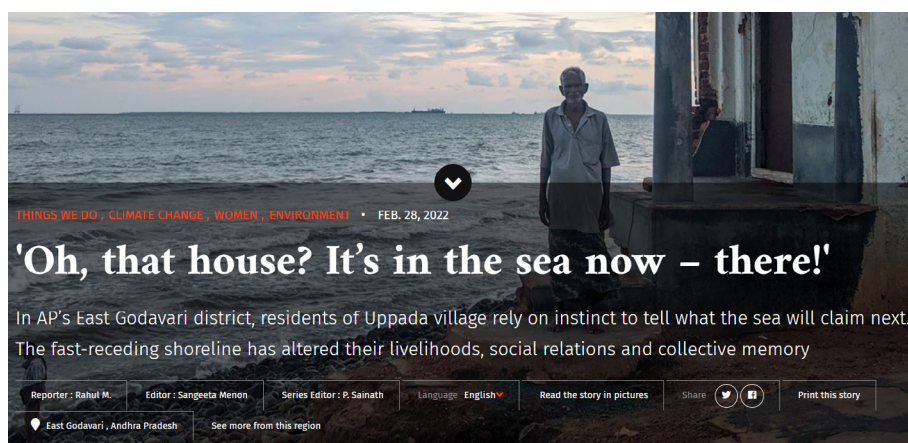 THINGS WE DO , CLIMATE CHANGE , WOMEN , ENVIRONMENT • FEB. 28, 2022
'Oh, that house? It’s in the sea now – there!'
In AP’s East Godavari district, residents of Uppada village rely on instinct to tell what the sea will claim next.
The fast-receding shoreline has altered their livelihoods, social relations and collective memory
Reporter : Rahul M. Editor : Sangeeta Menon Series Editor : P. Sainath Language English Read the story in pictures Share Print this story
East Godavari , Andhra Pradesh See more from this region